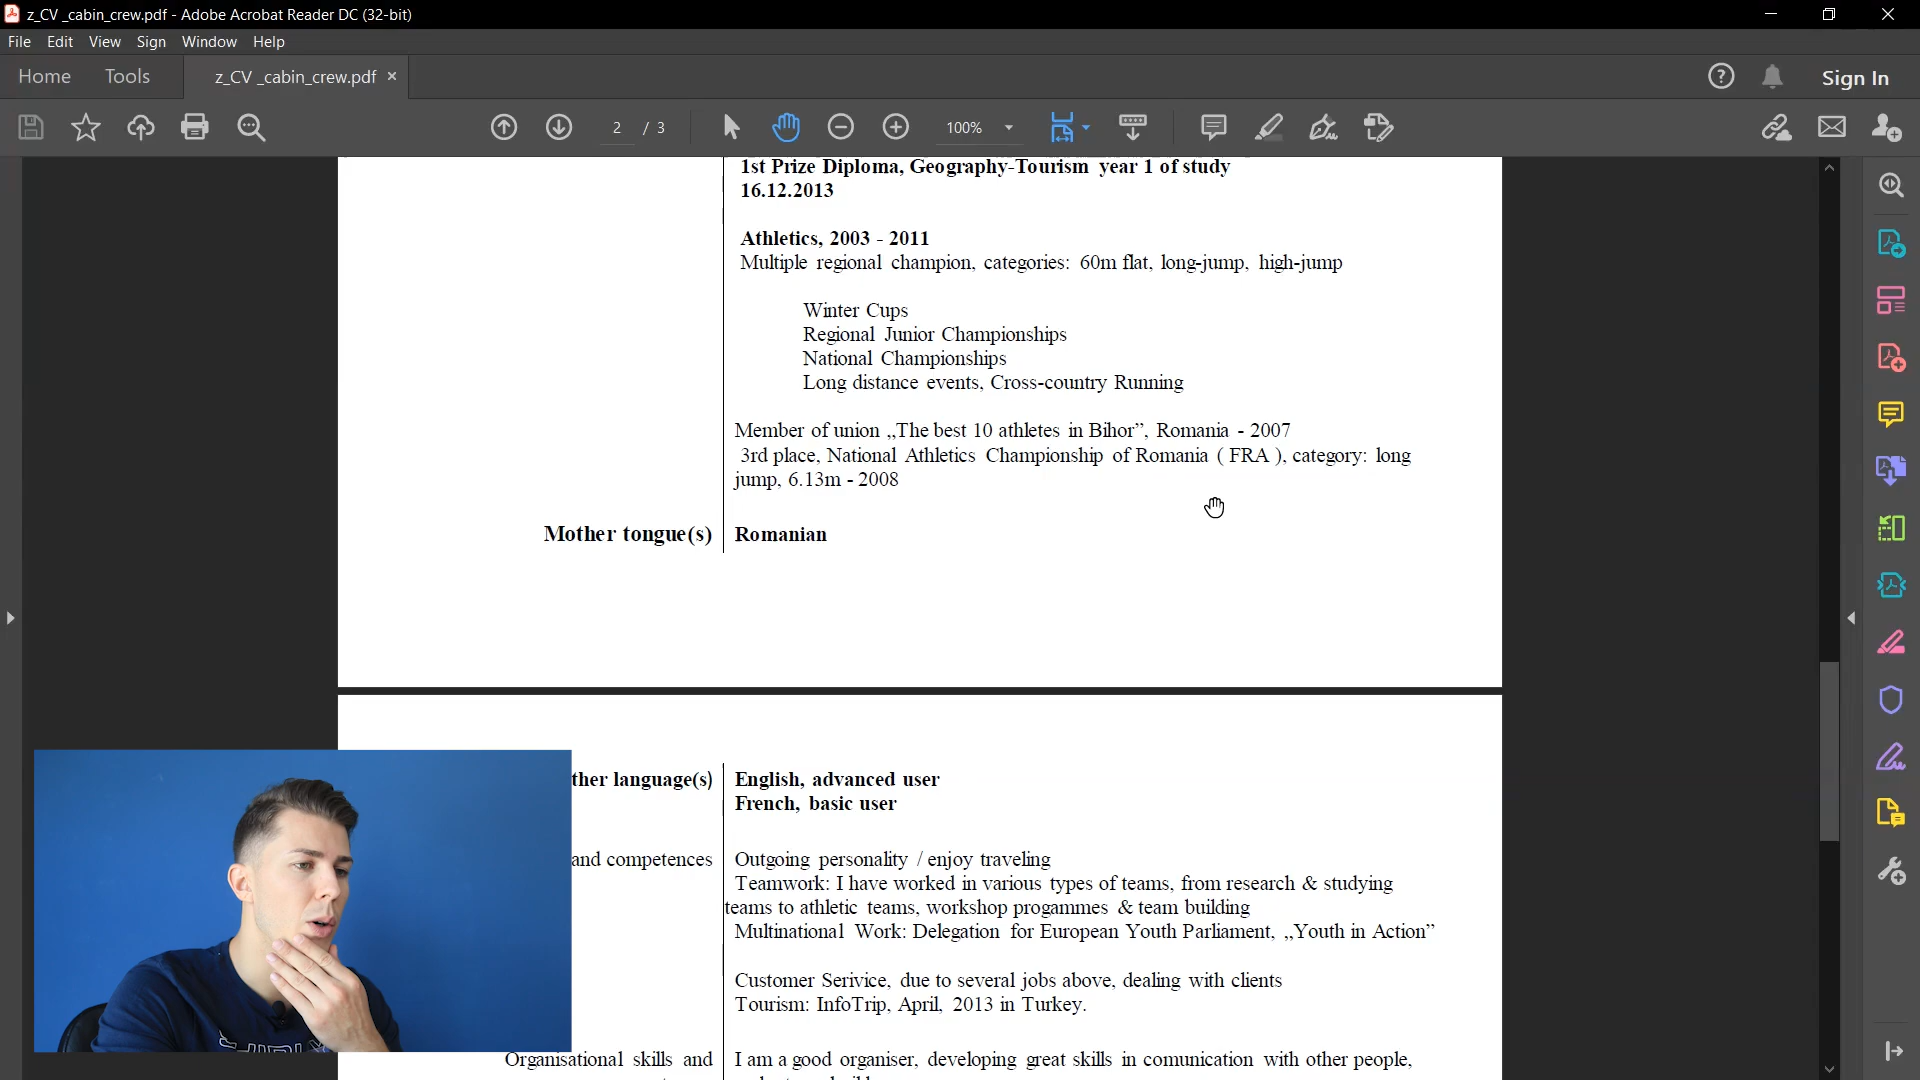 z_CV _cabin_crew.pdf - Adobe Acrobat Reader DC (32-bit)
File Edit View Sign Window Help
Home Tools z_CV _cabin_crew.pdf × Sign In
2 / 3 100%
1st Prize Diploma, Geography-Tourism year 1 of study
16.12.2013
Athletics, 2003 - 2011
Multiple regional champion, categories: 60m flat, long-jump, high-jump
Winter Cups
Regional Junior Championships
National Championships
Long distance events, Cross-country Running
Member of union „The best 10 athletes in Bihor”, Romania - 2007
3rd place, National Athletics Championship of Romania ( FRA ), category: long
jump, 6.13m - 2008
Mother tongue(s) Romanian
ther language(s) English, advanced user
French, basic user
and competences Outgoing personality / enjoy traveling
Teamwork: I have worked in various types of teams, from research & studying
teams to athletic teams, workshop progammes & team building
Multinational Work: Delegation for European Youth Parliament, „Youth in Action”
Customer Serivice, due to several jobs above, dealing with clients
Tourism: InfoTrip, April, 2013 in Turkey.
Organisational skills and I am a good organiser, developing great skills in comunication with other people,